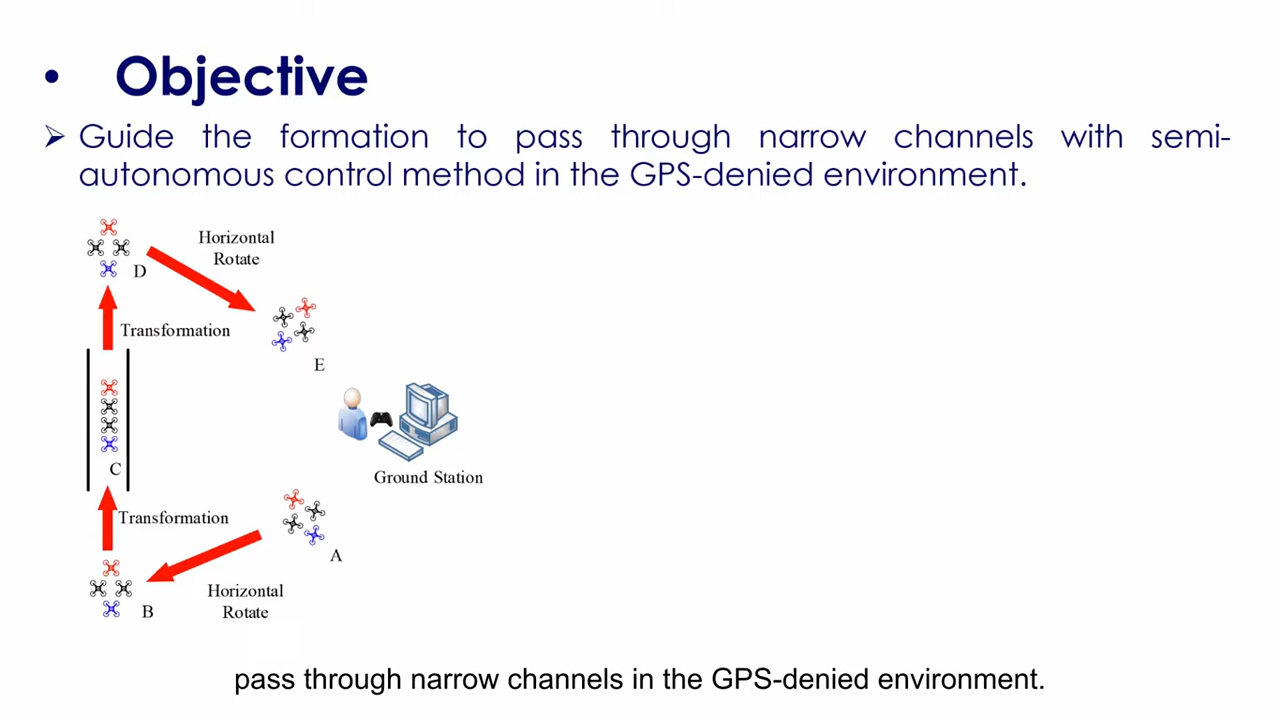 • Objective
➢ Guide the formation to pass through narrow channels with semi-
autonomous control method in the GPS-denied environment.
Horizontal
Rotate
D
Transformation
E
C
Ground Station
Transformation
A
Horizontal
Rotate
B
pass through narrow channels in the GPS-denied environment.